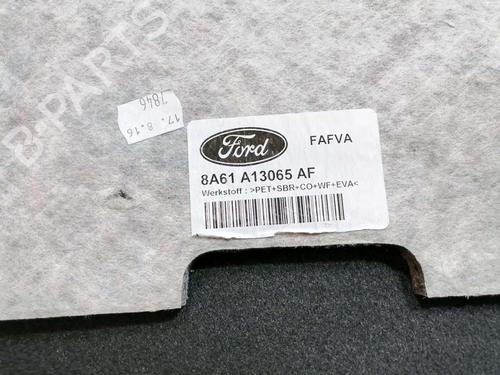 B-PARTS
17. 8.16
7846
Ford
FAFVA
8A61 A13065 AF
Werkstoff : >PET+SBR+CO+WF+EVA<